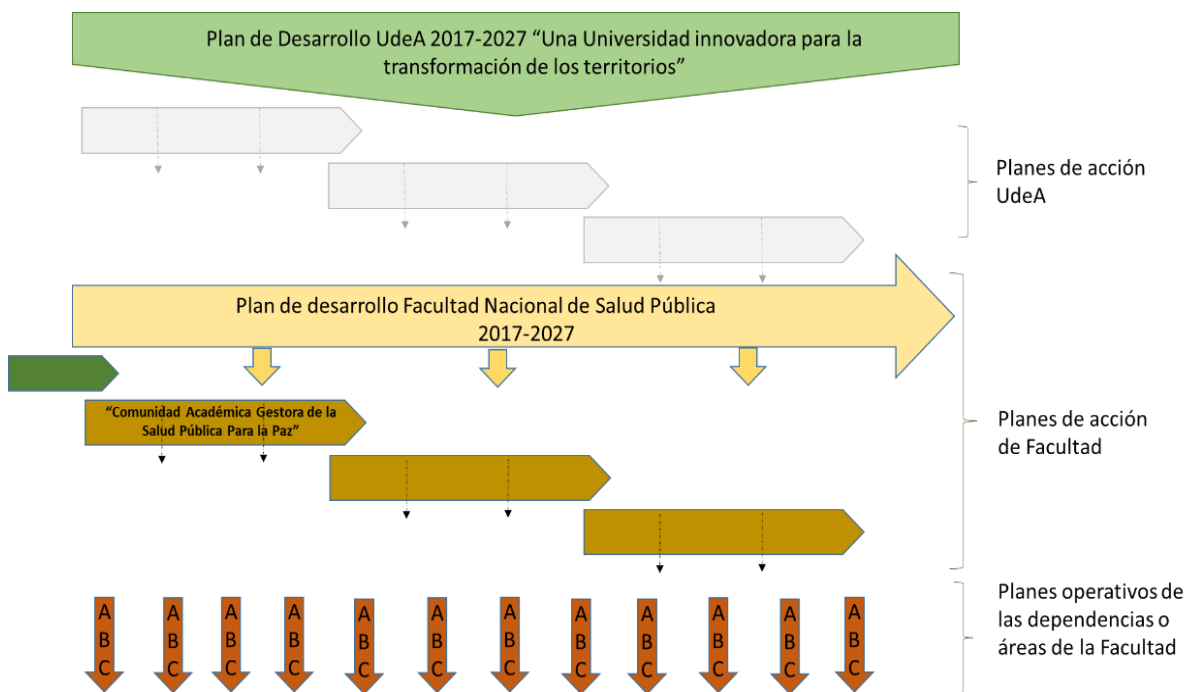 Plan de Desarrollo UdeA 2017-2027 “Una Universidad innovadora para la
transformación de los territorios”
Planes de acción
UdeA
Plan de desarrollo Facultad Nacional de Salud Pública
2017-2027
“Comunidad Académica Gestora de la
Salud Pública Para la Paz”
Planes de acción
de Facultad
Planes operativos de
las dependencias o
áreas de la Facultad
A A A A A A A A A A A A
B B B B B B B B B B B B
C C C C C C C C C C C C